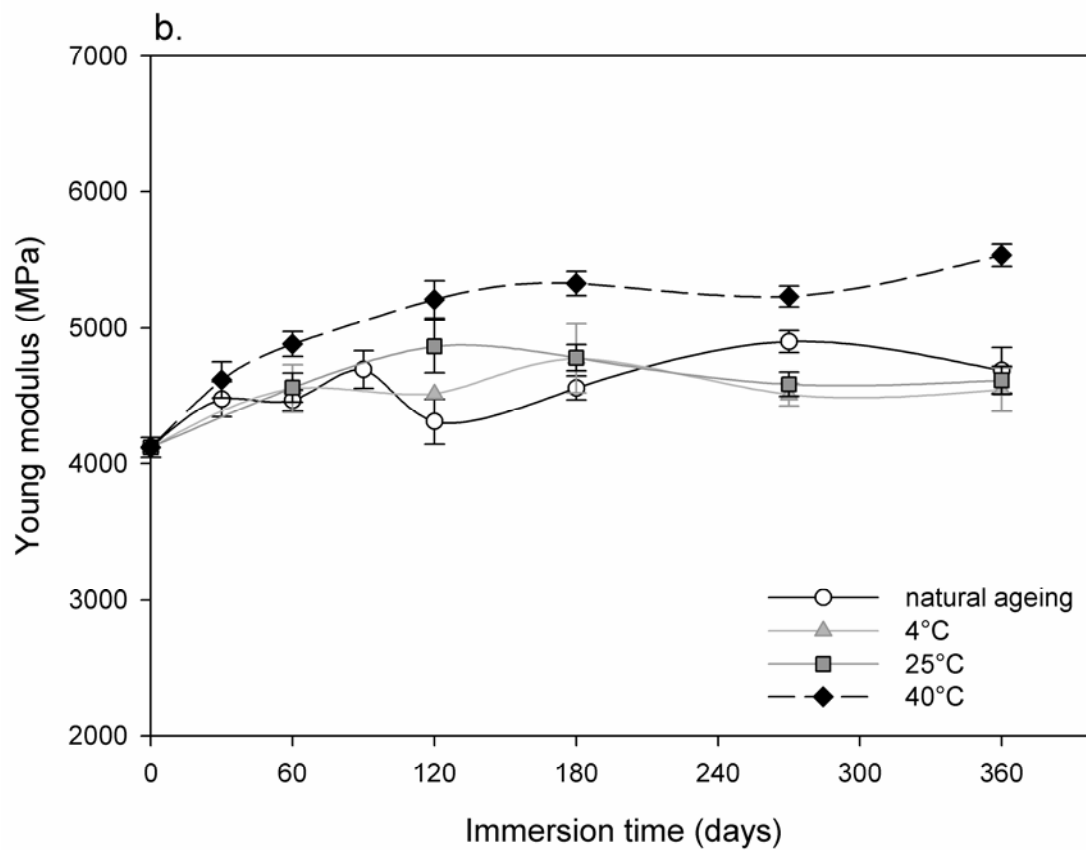 b.
7000
6000
5000
4000
3000
2000
Young modulus (MPa)
natural ageing
4°C
25°C
40°C
0 60 120 180 240 300 360
Immersion time (days)